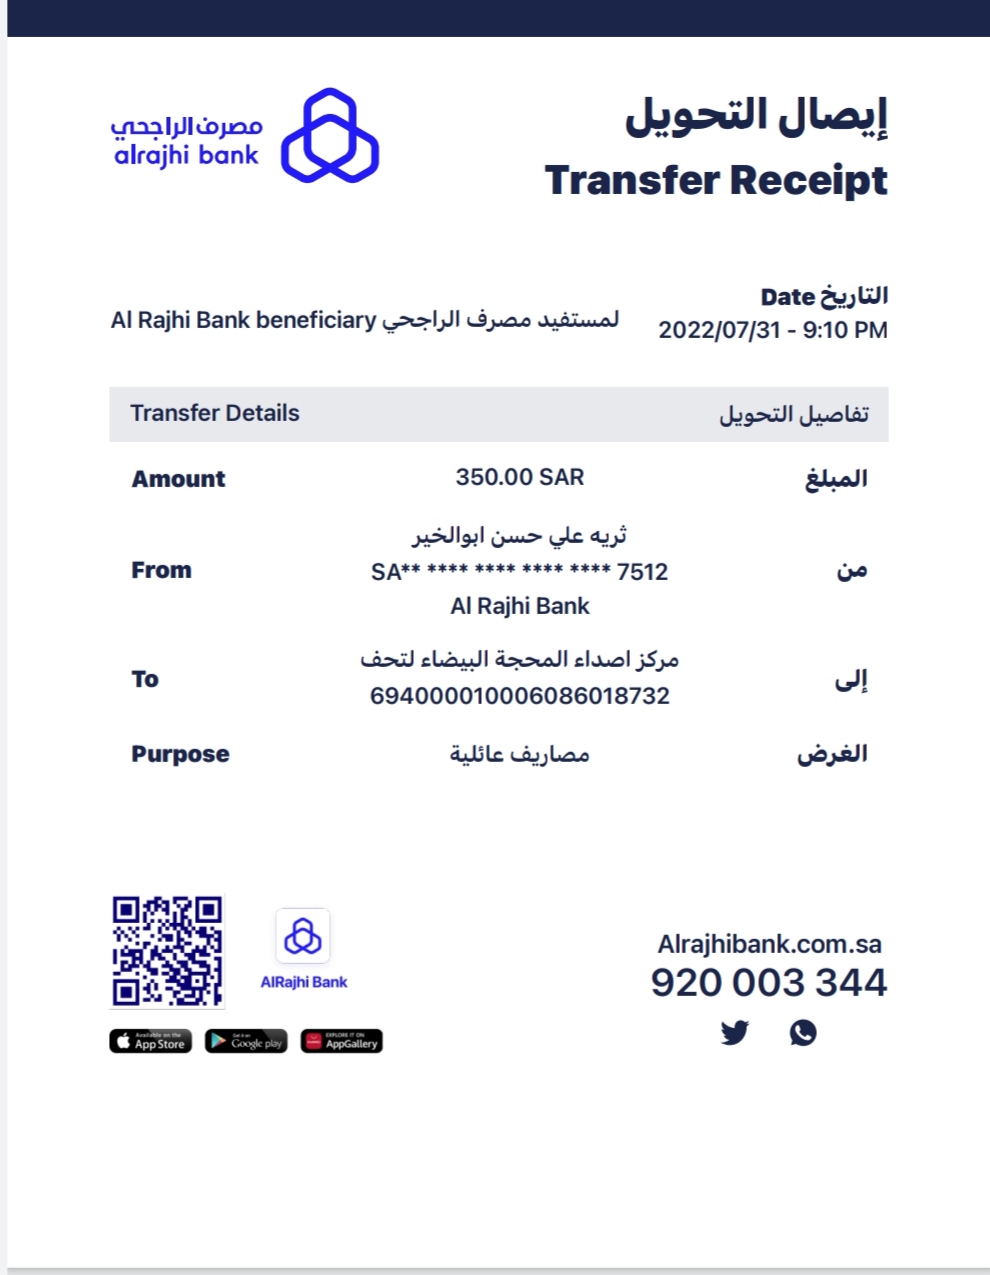 مصرف الراجحي
alrajhi bank
إيصال التحويل
Transfer Receipt
التاريخ Date
2022/07/31 - 9:10 PM
لمستفيد مصرف الراجحي Al Rajhi Bank beneficiary
Transfer Details تفاصيل التحويل
Amount 350.00 SAR المبلغ
ثريه علي حسن ابوالخير
From SA** **** **** **** **** 7512 من
Al Rajhi Bank
مركز اصداء المحجة البيضاء لتحف
To إلى
694000010006086018732
Purpose مصاريف عائلية الغرض
AlRajhi Bank
Available on the
App Store
Get it on
Google play
EXPLORE IT ON
AppGallery
Alrajhibank.com.sa
920 003 344